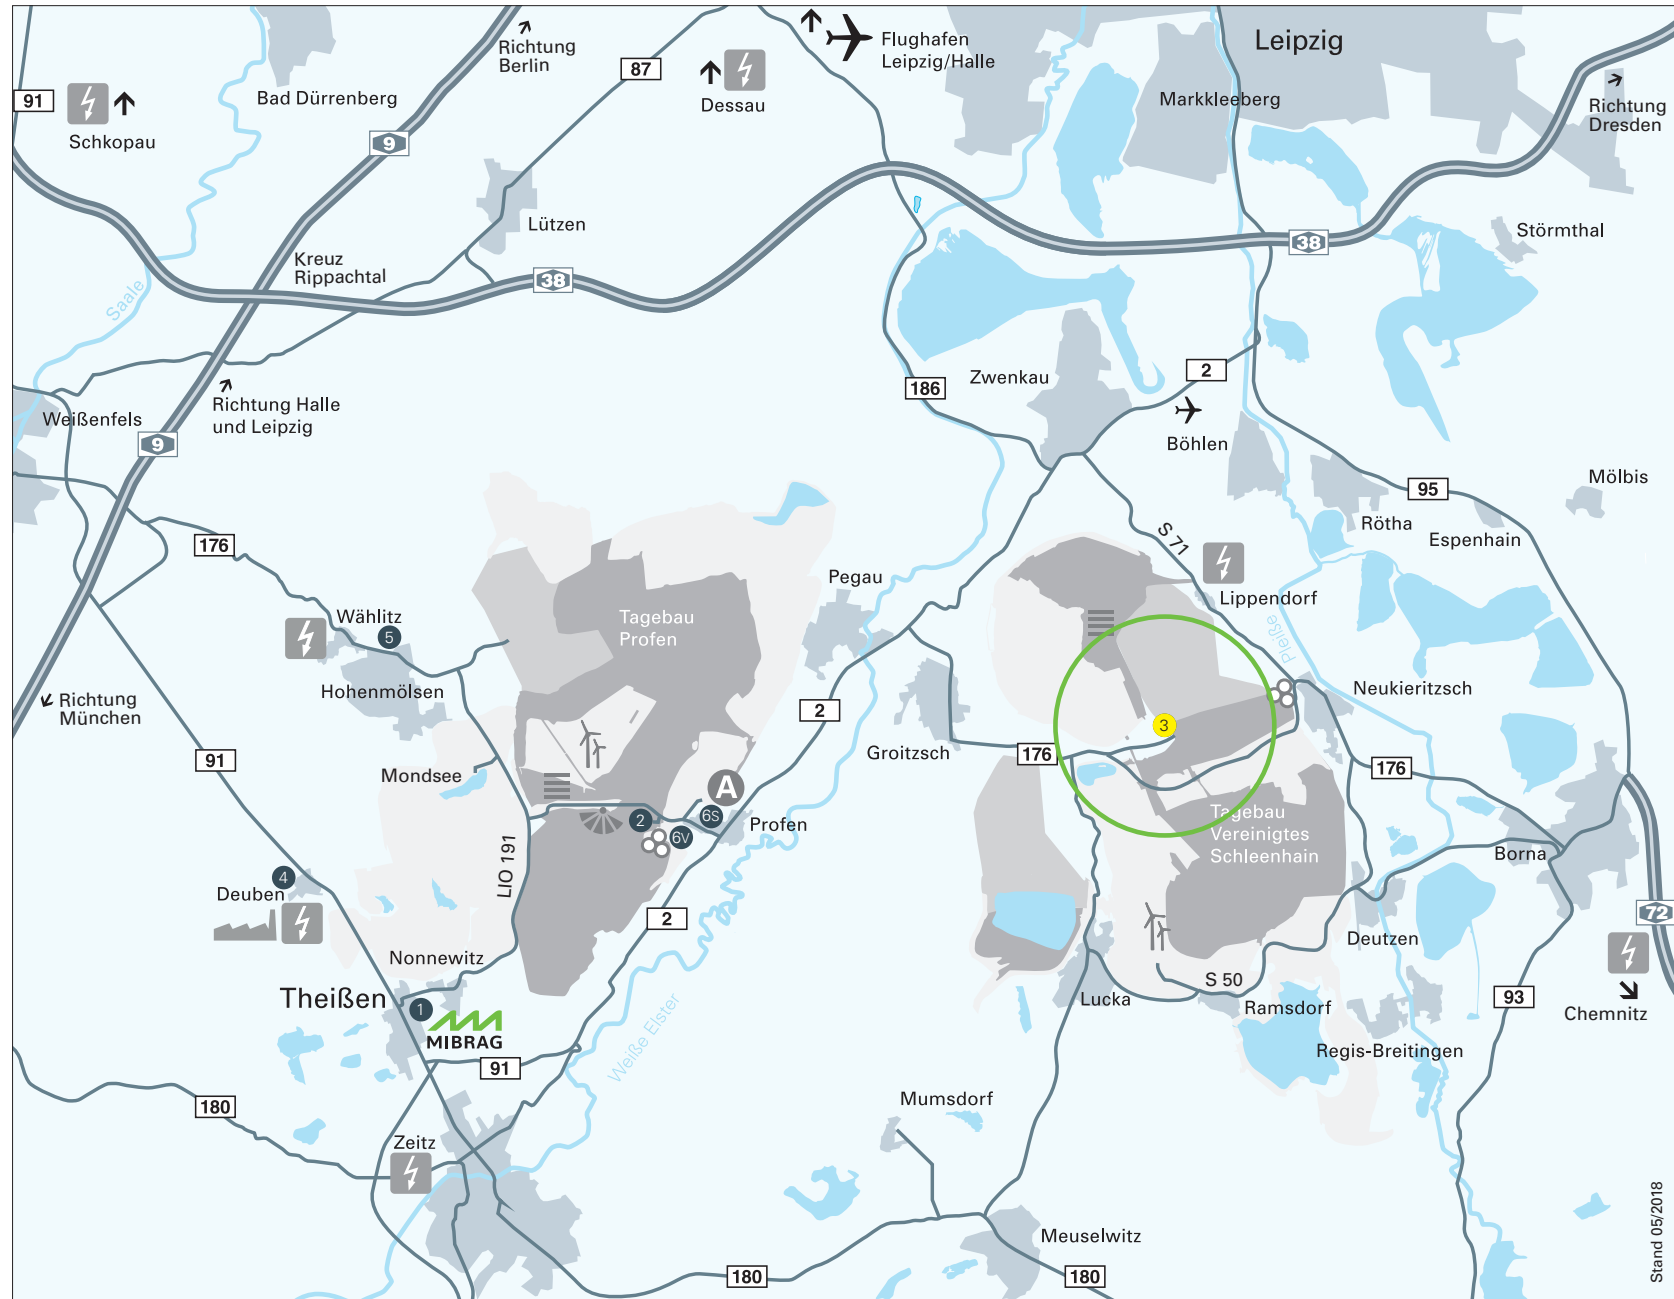 Richtung
Berlin
87
Flughafen
Leipzig/Halle
Leipzig
91
Schkopau
Bad Dürrenberg
Dessau
Markkleeberg
Richtung
Dresden
9
Lützen
Störmthal
38
Kreuz
Rippachtal
38
Saale
Zwenkau
2
186
Richtung Halle
und Leipzig
Weißenfels
9
Böhlen
Mölbis
95
Rötha
Espenhain
176
S 71
Pegau
Lippendorf
Wählitz
5
Tagebau
Profen
Pleiße
Hohenmölsen
Neukieritzsch
Richtung
München
2
3
Groitzsch
176
176
91
Mondsee
A
6S
2
6V
Profen
Tagebau
Vereinigtes
Schleenhain
Borna
LIO 191
4
Deuben
2
72
Deutzen
Nonnewitz
S 50
Theißen
1
MIBRAG
Lucka
Ramsdorf
93
Chemnitz
Weiße Elster
Regis-Breitingen
91
180
Mumsdorf
Zeitz
Meuselwitz
180
180
Stand 05/2018